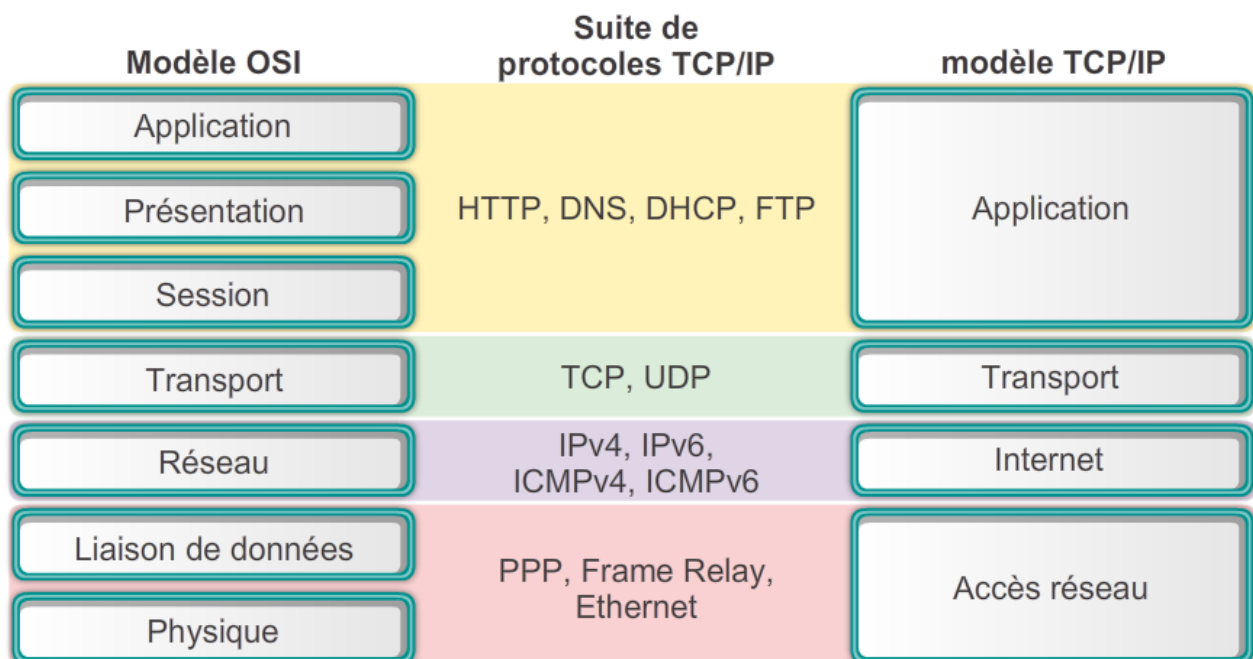 Modèle OSI
Suite de
protocoles TCP/IP
modèle TCP/IP
Application
Présentation
HTTP, DNS, DHCP, FTP
Application
Session
Transport
TCP, UDP
Transport
Réseau
IPv4, IPv6,
ICMPv4, ICMPv6
Internet
Liaison de données
PPP, Frame Relay,
Ethernet
Accès réseau
Physique